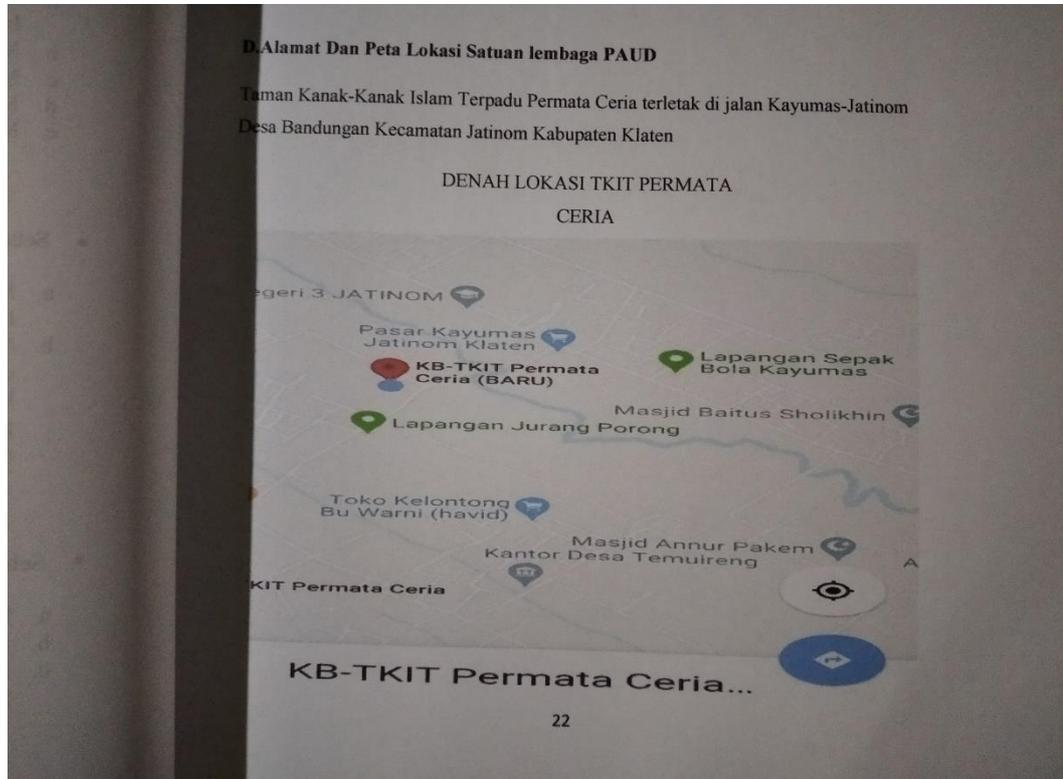 D.Alamat Dan Peta Lokasi Satuan lembaga PAUD
Taman Kanak-Kanak Islam Terpadu Permata Ceria terletak di jalan Kayumas-Jatinom
Desa Bandungan Kecamatan Jatinom Kabupaten Klaten
DENAH LOKASI TKIT PERMATA
CERIA
egeri 3 JATINOM
Pasar Kayumas
Jatinom Klaten
KB-TKIT Permata
Ceria (BARU)
Lapangan Sepak
Bola Kayumas
Masjid Baitus Sholikhin
Lapangan Jurang Porong
Toko Kelontong
Bu Warni (havid)
Masjid Annur Pakem
Kantor Desa Temuireng
A
KIT Permata Ceria
KB-TKIT Permata Ceria...
22